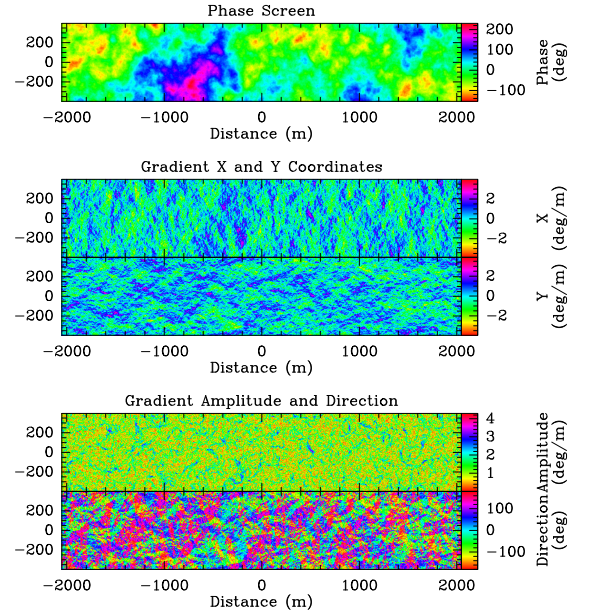 Phase Screen
200 0 −200
200 100 0 −100
Phase (deg)
−2000 −1000 0 1000 2000
Distance (m)
Gradient X and Y Coordinates
200 0 −200
2 0 −2
X (deg/m)
200 0 −200
2 0 −2
Y (deg/m)
−2000 −1000 0 1000 2000
Distance (m)
Gradient Amplitude and Direction
200 0 −200
4 3 2 1
Amplitude (deg/m)
200 0 −200
100 0 −100
Direction (deg)
−2000 −1000 0 1000 2000
Distance (m)